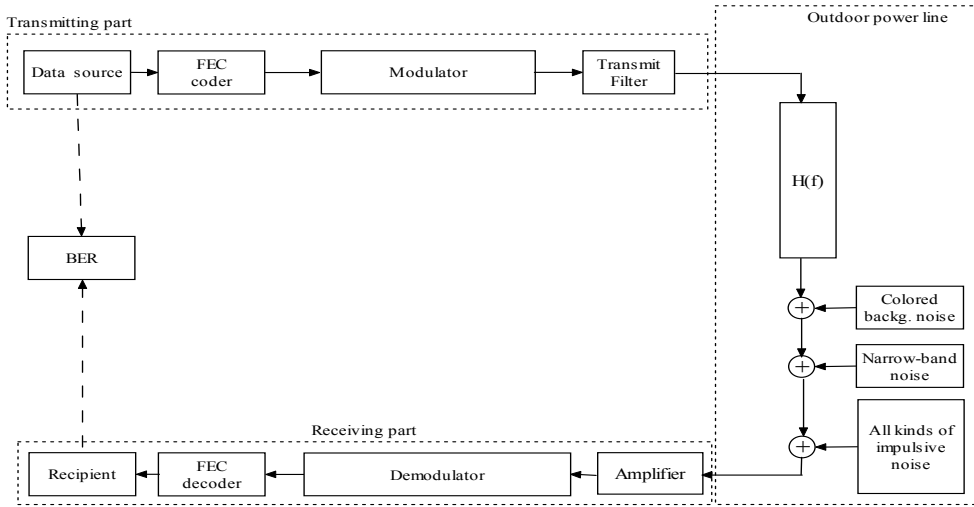 Transmitting part
Outdoor power line
Data source
FEC
coder
Modulator
Transmit
Filter
H(f)
BER
Colored
backg. noise
Narrow-band
noise
All kinds of
impulsive
noise
Receiving part
Recipient
FEC
decoder
Demodulator
Amplifier